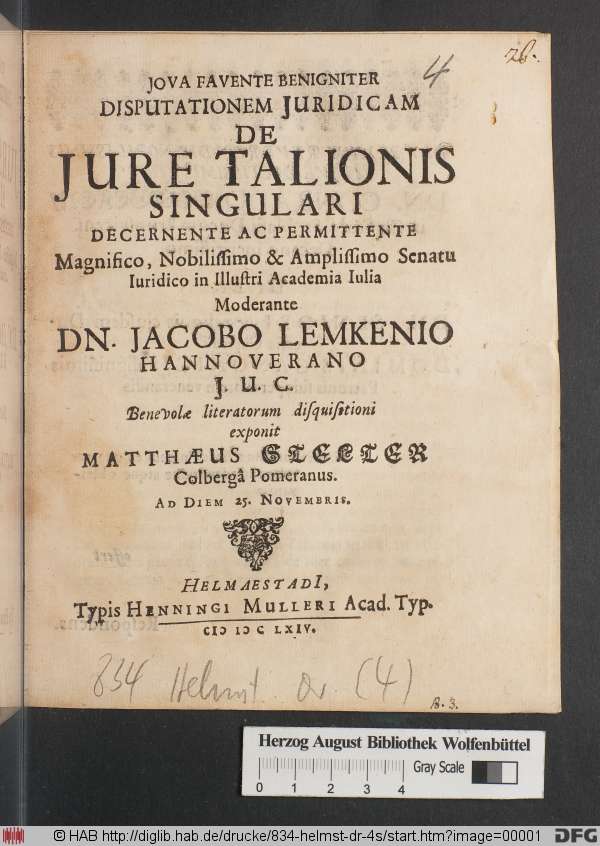 4
28.
JOVA FAVENTE BENIGNITER
DISPUTATIONEM JURIDICAM
DE
JURE TALIONIS
SINGULARI
DECERNENTE AC PERMITTENTE
Magnifico, Nobiliſſimo & Ampliſſimo Senatu
Iuridico in Illuſtri Academia Iulia
Moderante
DN. JACOBO LEMKENIO
HANNOVERANO
J. U. C.
Benevolæ literatorum diſquiſitioni
exponit
MATTHÆUS
Colbergâ Pomeranus.
AD DIEM 25. NOVEMBRIS.
HELMAESTADI,
Typis HENNINGI MULLERI Acad. Typ.
CIↃ IↃ C LXIV.
834 Helmst. Dr. (4)
B. 3.
Herzog August Bibliothek Wolfenbüttel
Gray Scale
0 1 2 3 4
© HAB http://diglib.hab.de/drucke/834-helmst-dr-4s/start.htm?image=00001
DFG